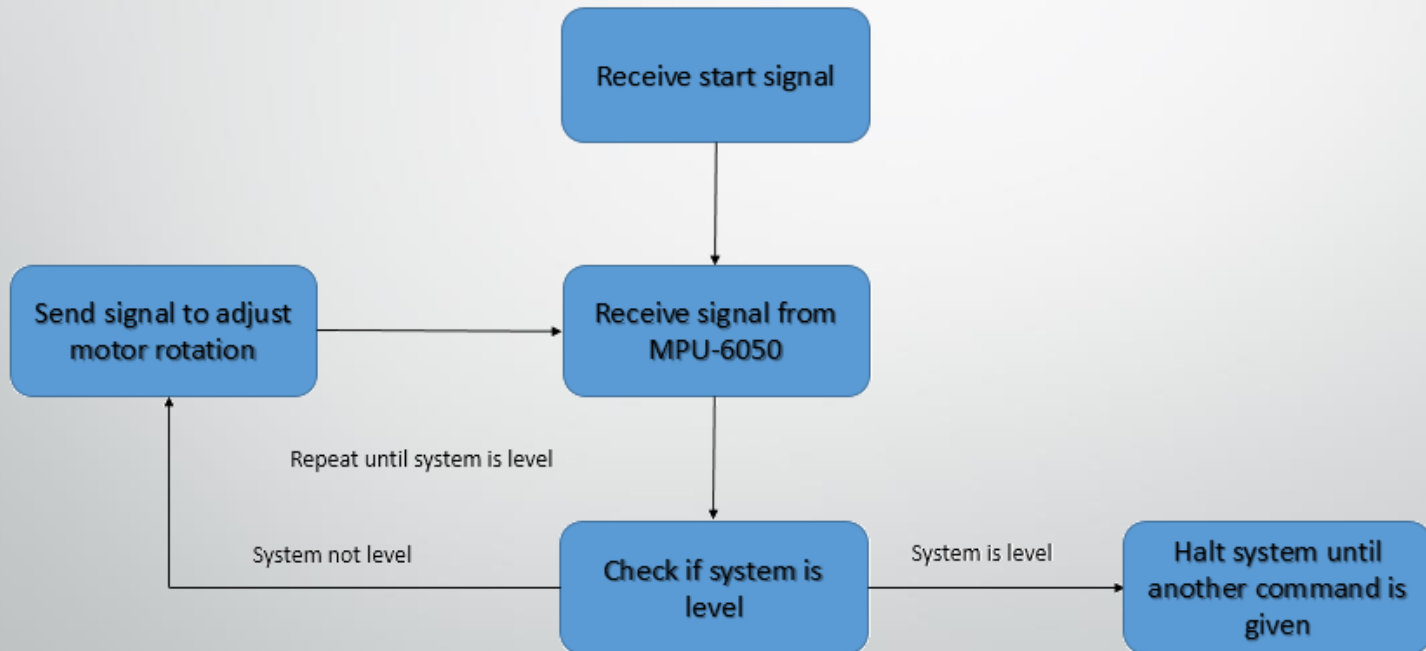 Receive start signal
Send signal to adjust
motor rotation
Receive signal from
MPU-6050
Repeat until system is level
System not level
Check if system is
level
System is level
Halt system until
another command is
given